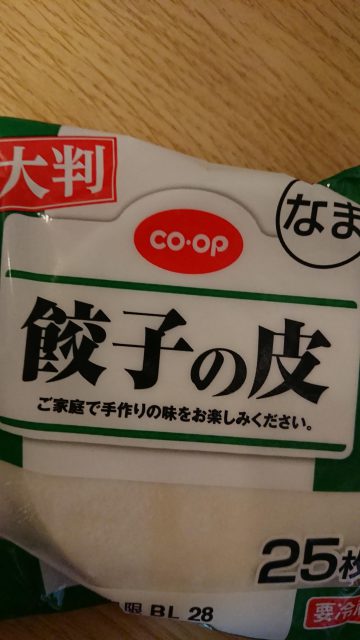 大判
なま
CO·OP
餃子の皮
ご家庭で手作りの味をお楽しみください。
25枚
要冷
限 BL 28